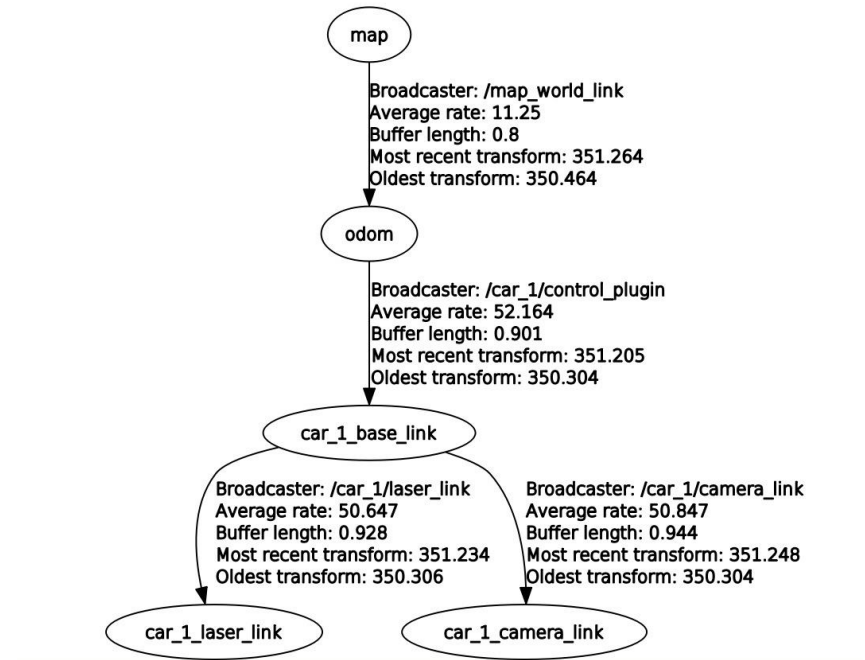 map
Broadcaster: /map_world_link
Average rate: 11.25
Buffer length: 0.8
Most recent transform: 351.264
Oldest transform: 350.464
odom
Broadcaster: /car_1/control_plugin
Average rate: 52.164
Buffer length: 0.901
Most recent transform: 351.205
Oldest transform: 350.304
car_1_base_link
Broadcaster: /car_1/laser_link
Average rate: 50.647
Buffer length: 0.928
Most recent transform: 351.234
Oldest transform: 350.306
Broadcaster: /car_1/camera_link
Average rate: 50.847
Buffer length: 0.944
Most recent transform: 351.248
Oldest transform: 350.304
car_1_laser_link
car_1_camera_link